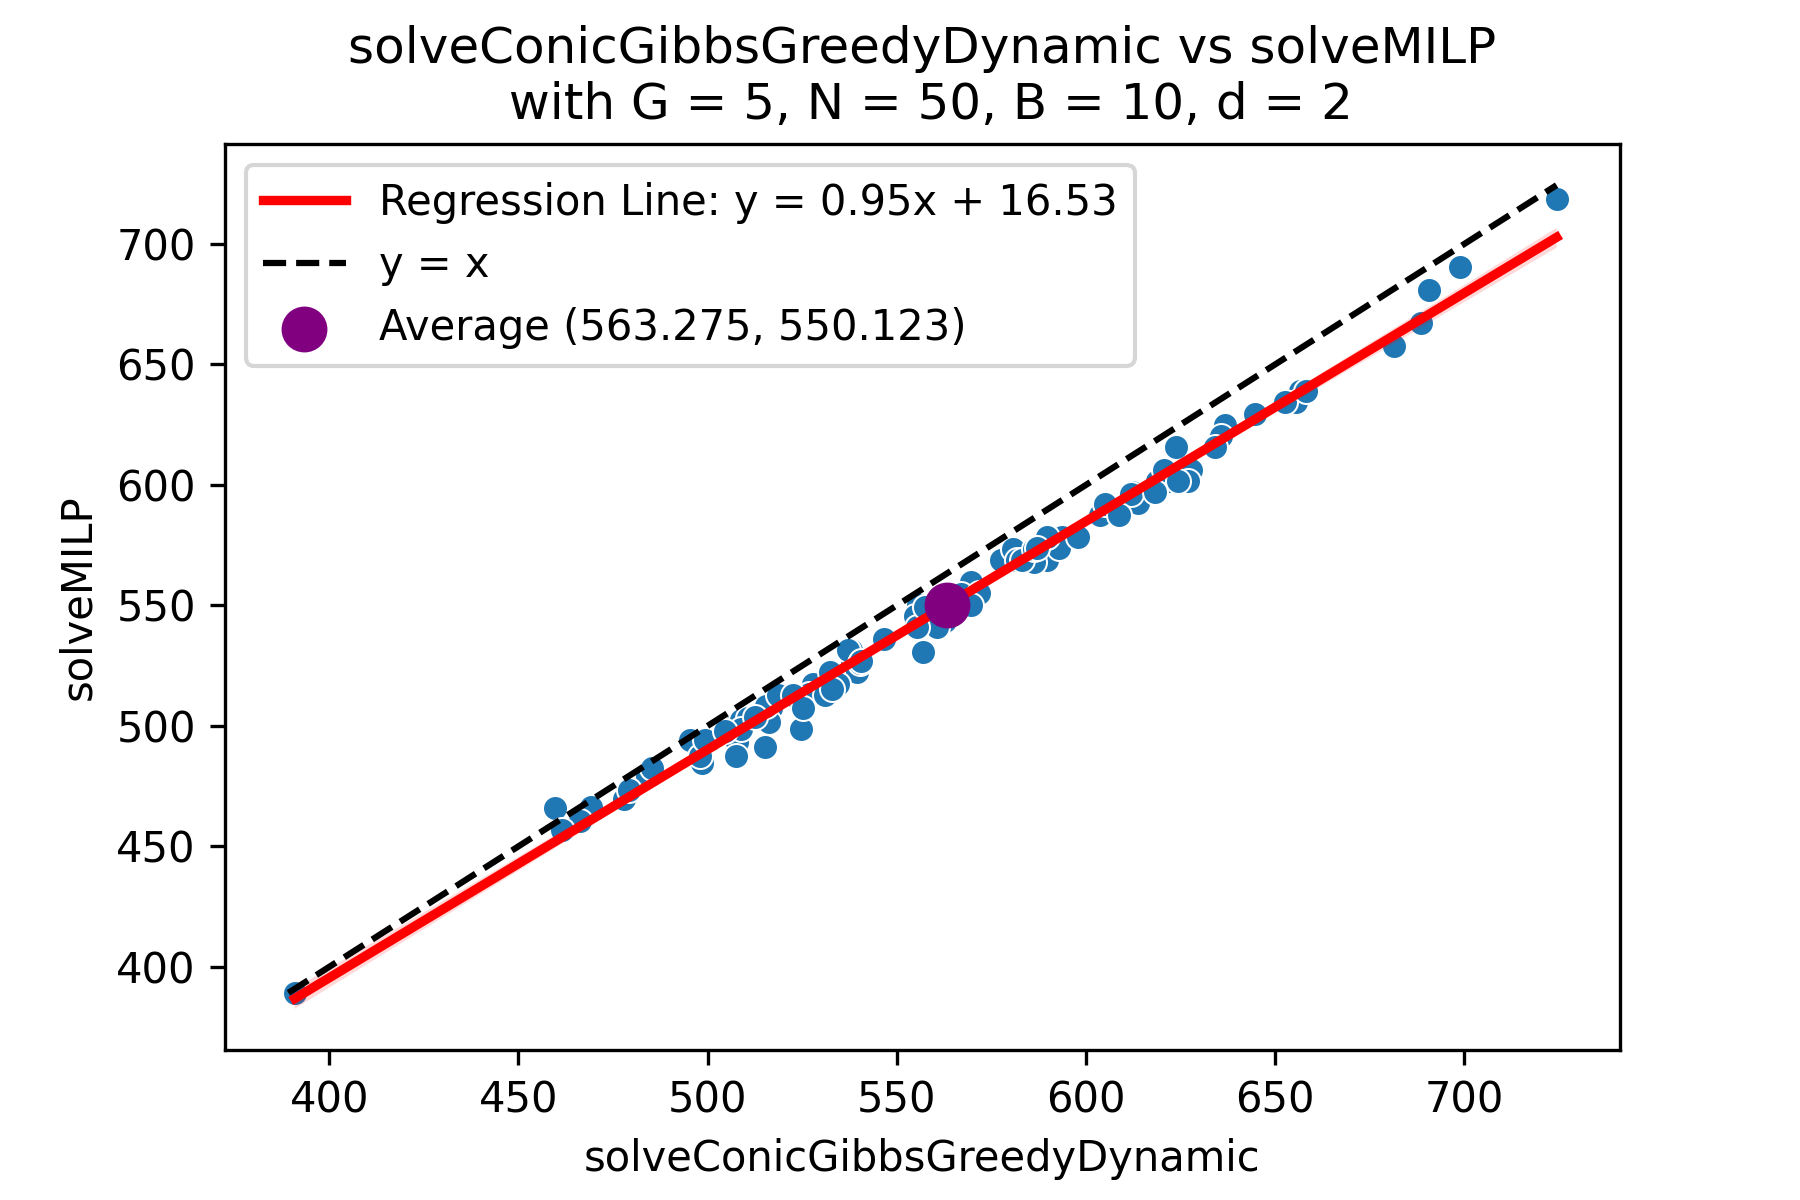 solveConicGibbsGreedyDynamic vs solveMILP
with G = 5, N = 50, B = 10, d = 2
Regression Line: y = 0.95x + 16.53
y = x
Average (563.275, 550.123)
700
650
600
550
500
450
400
solveMILP
400 450 500 550 600 650 700
solveConicGibbsGreedyDynamic